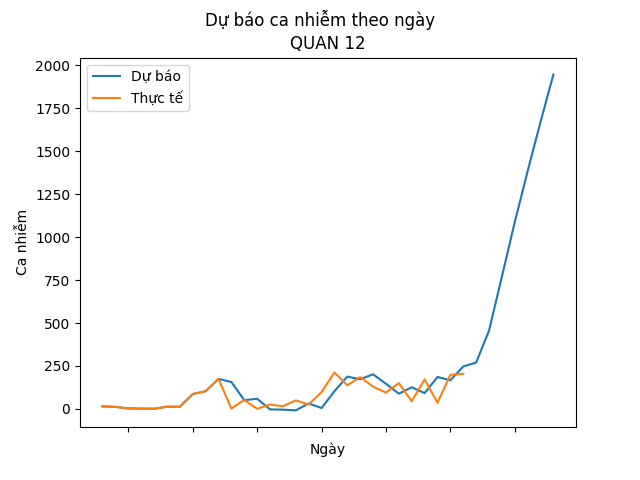 Dự báo ca nhiễm theo ngày
QUAN 12
Dự báo
Thực tế
2000
1750
1500
1250
1000
750
500
250
0
Ca nhiễm
Ngày